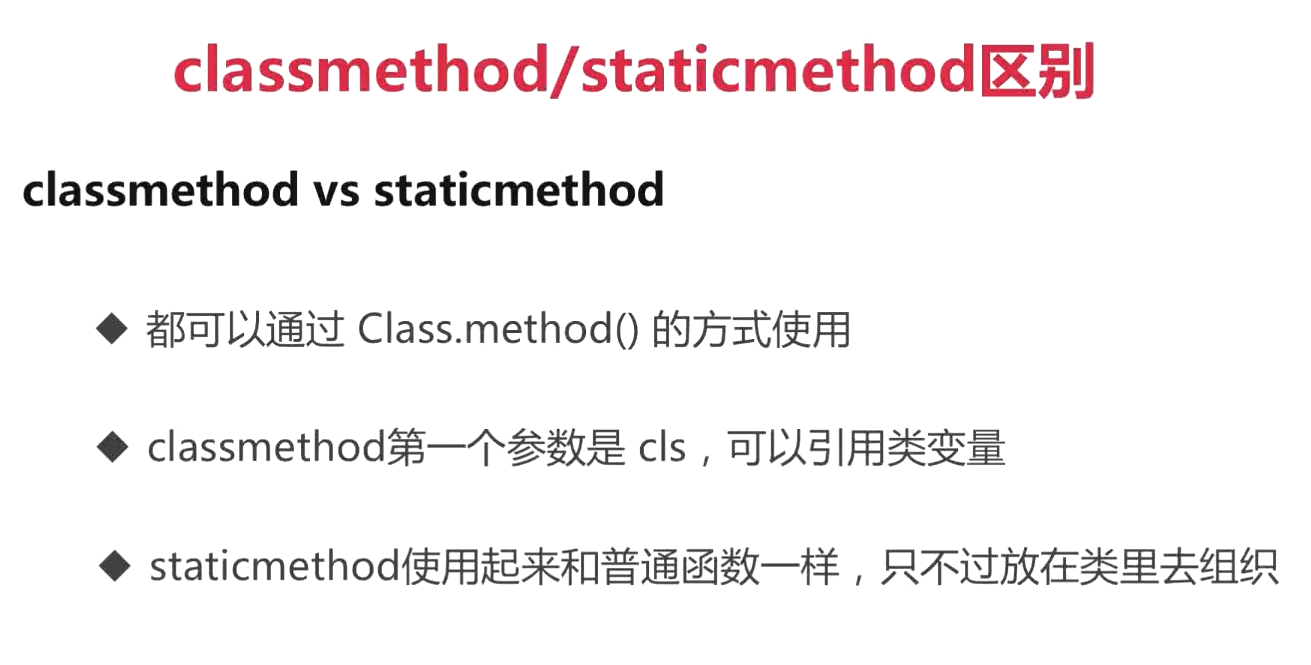 classmethod/staticmethod区别
classmethod vs staticmethod
◆ 都可以通过 Class.method() 的方式使用
◆ classmethod第一个参数是 cls，可以引用类变量
◆ staticmethod使用起来和普通函数一样，只不过放在类里去组织